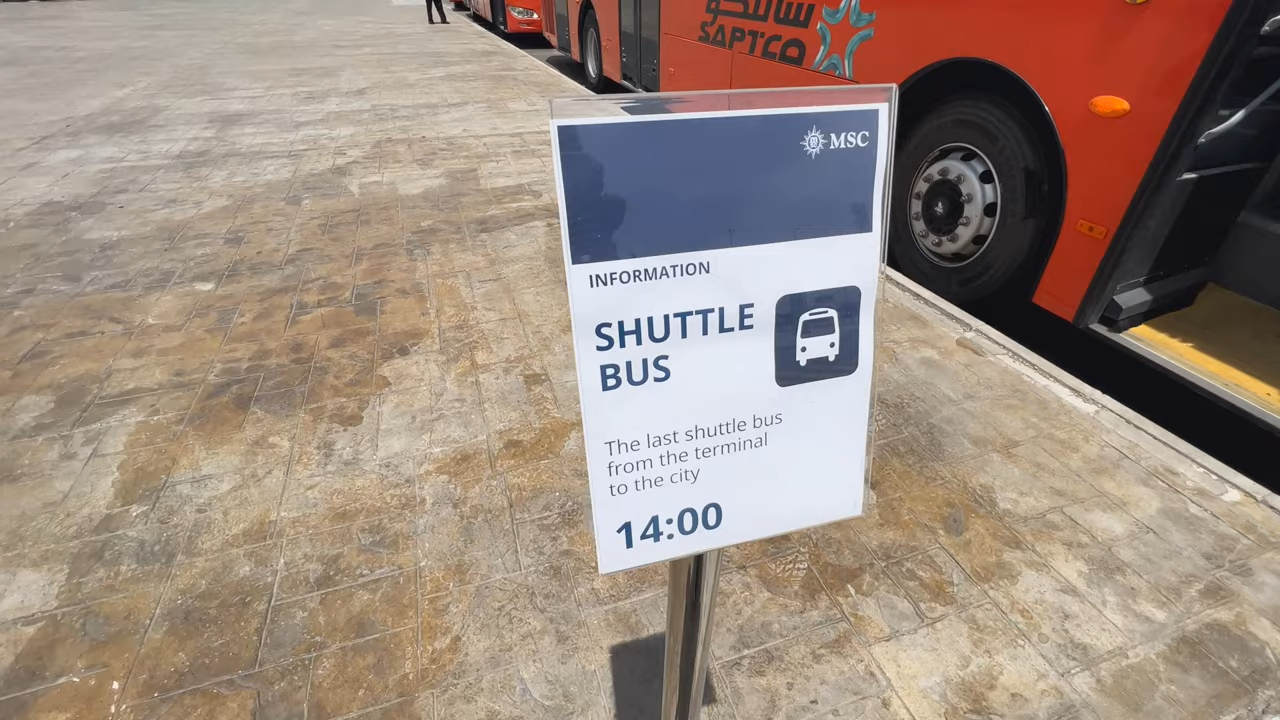 سابتكو
SAPTCO
MSC
INFORMATION
SHUTTLE
BUS
The last shuttle bus
from the terminal
to the city
14:00